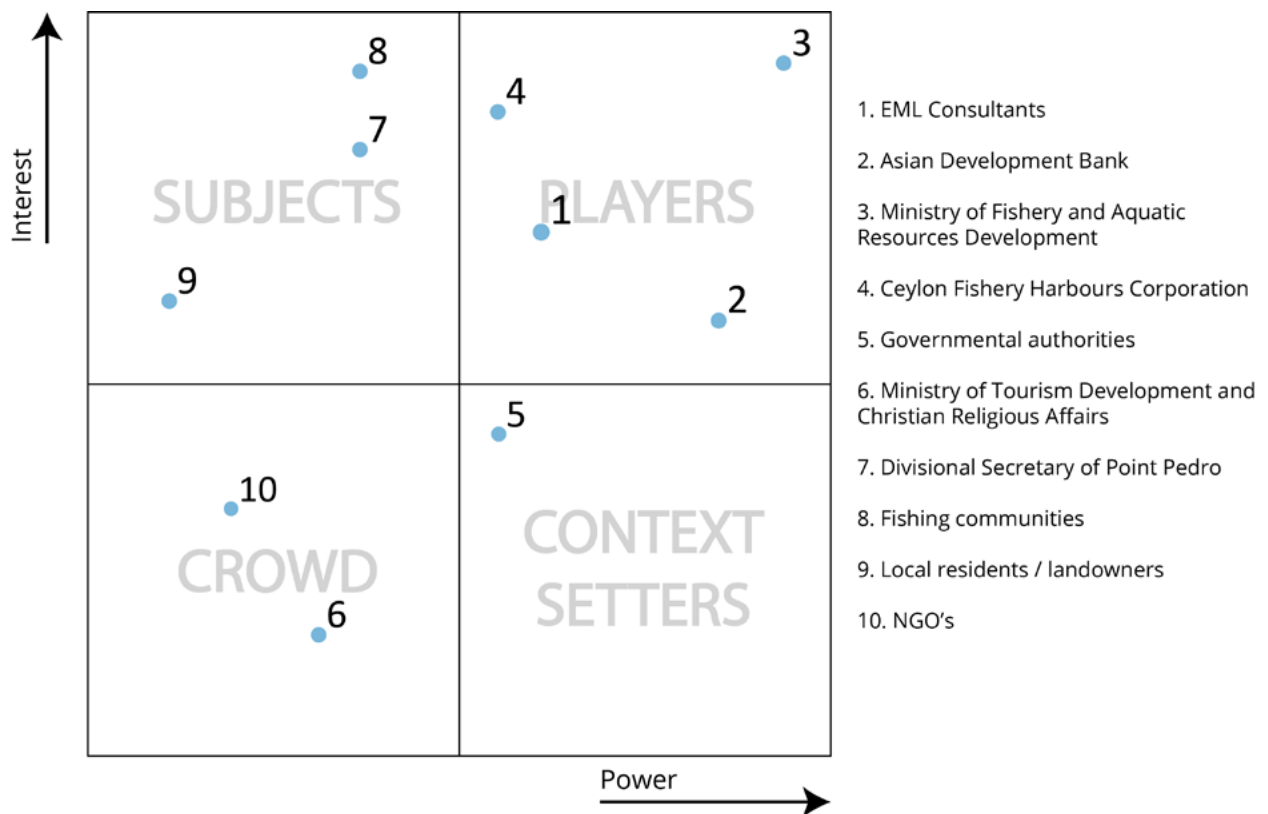 Interest
8
3
4
7
SUBJECTS
PLAYERS
1
9
2
5
10
CONTEXT
SETTERS
CROWD
6
Power
1. EML Consultants
2. Asian Development Bank
3. Ministry of Fishery and Aquatic
Resources Development
4. Ceylon Fishery Harbours Corporation
5. Governmental authorities
6. Ministry of Tourism Development and
Christian Religious Affairs
7. Divisional Secretary of Point Pedro
8. Fishing communities
9. Local residents / landowners
10. NGO’s